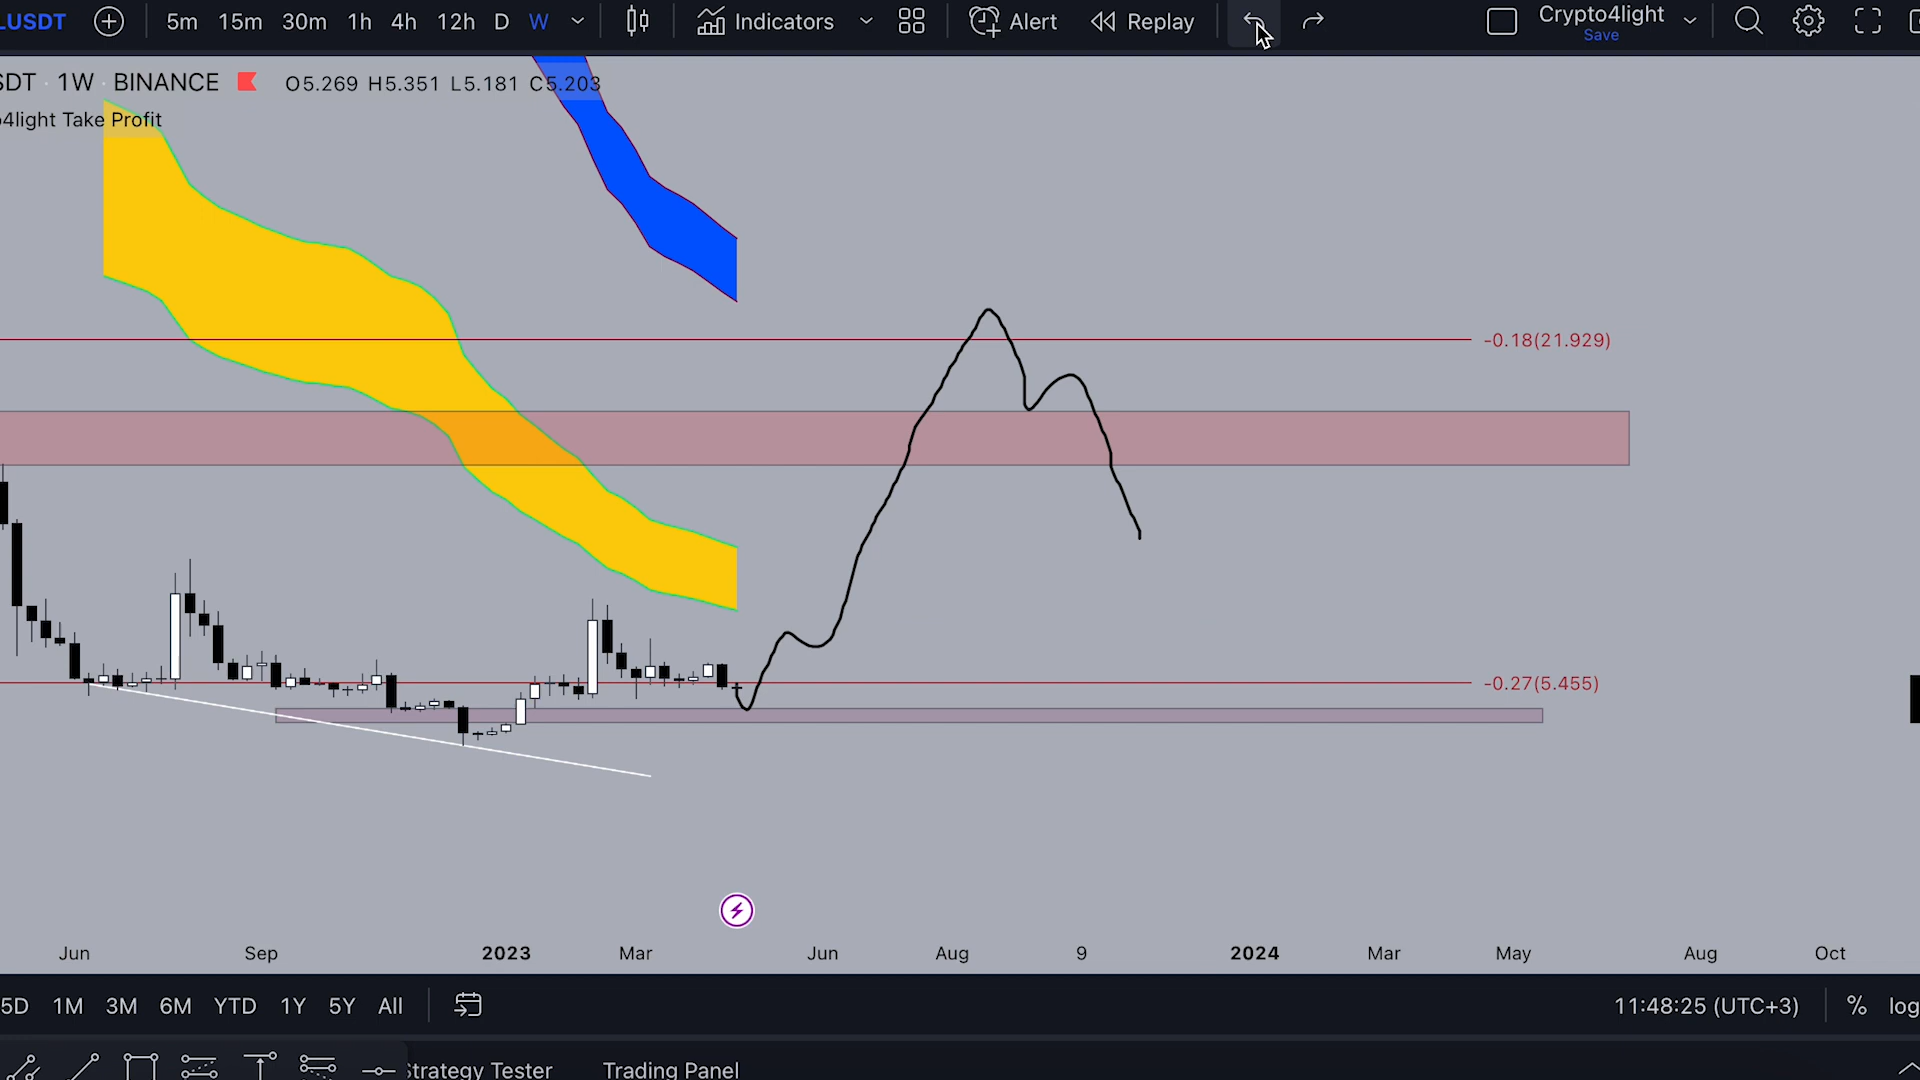 LUSDT 5m 15m 30m 1h 4h 12h D W Indicators Alert Replay Crypto4light
Save
SDT · 1W · BINANCE O5.269 H5.351 L5.181 C5.203
o4light Take Profit
-0.18(21.929)
-0.27(5.455)
Jun Sep 2023 Mar Jun Aug 9 2024 Mar May Aug Oct
5D 1M 3M 6M YTD 1Y 5Y All 11:48:25 (UTC+3) % log
Strategy Tester Trading Panel